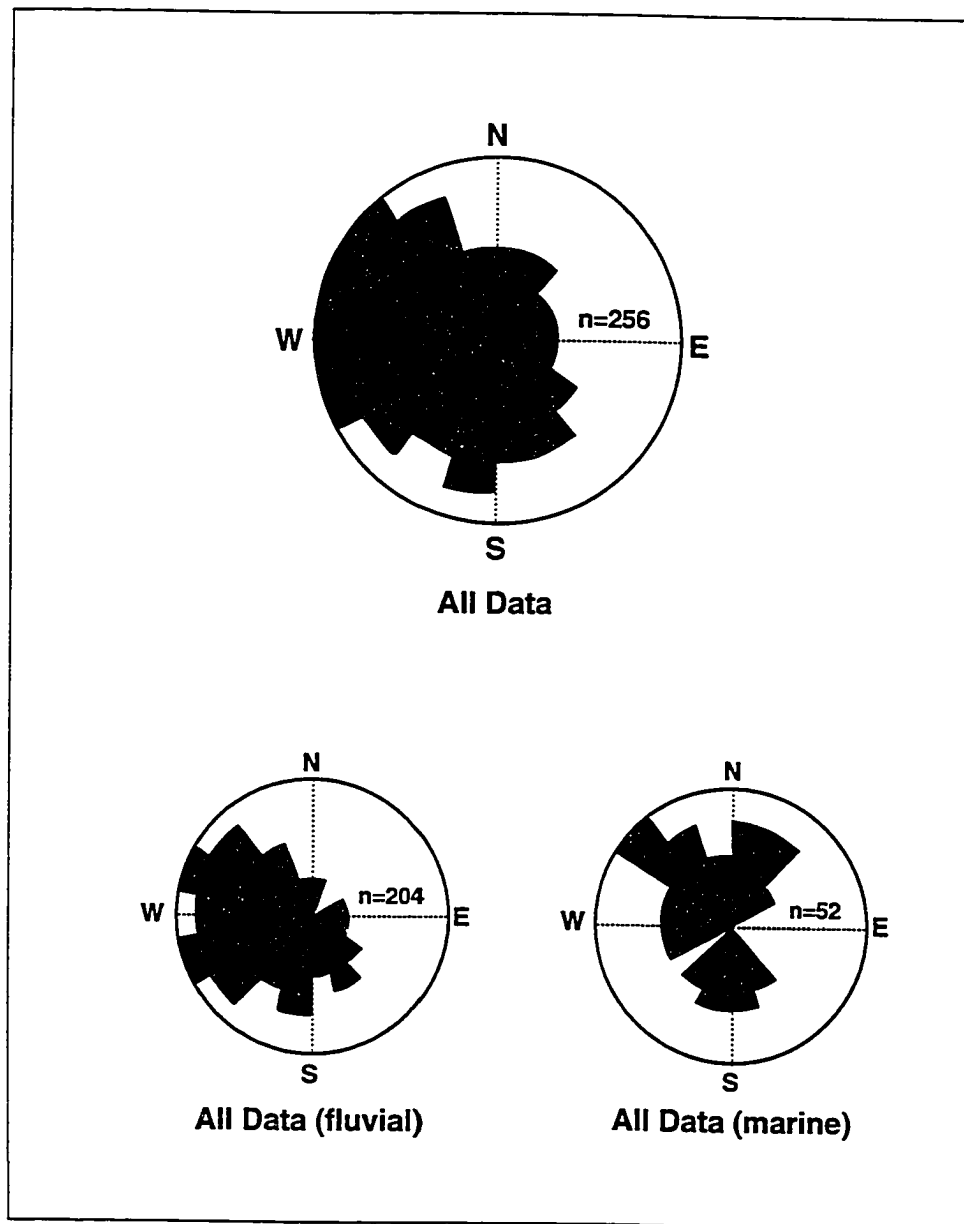 N
n=256
W
E
S
All Data
N
n=204
W
E
S
All Data (fluvial)
N
n=52
W
E
S
All Data (marine)